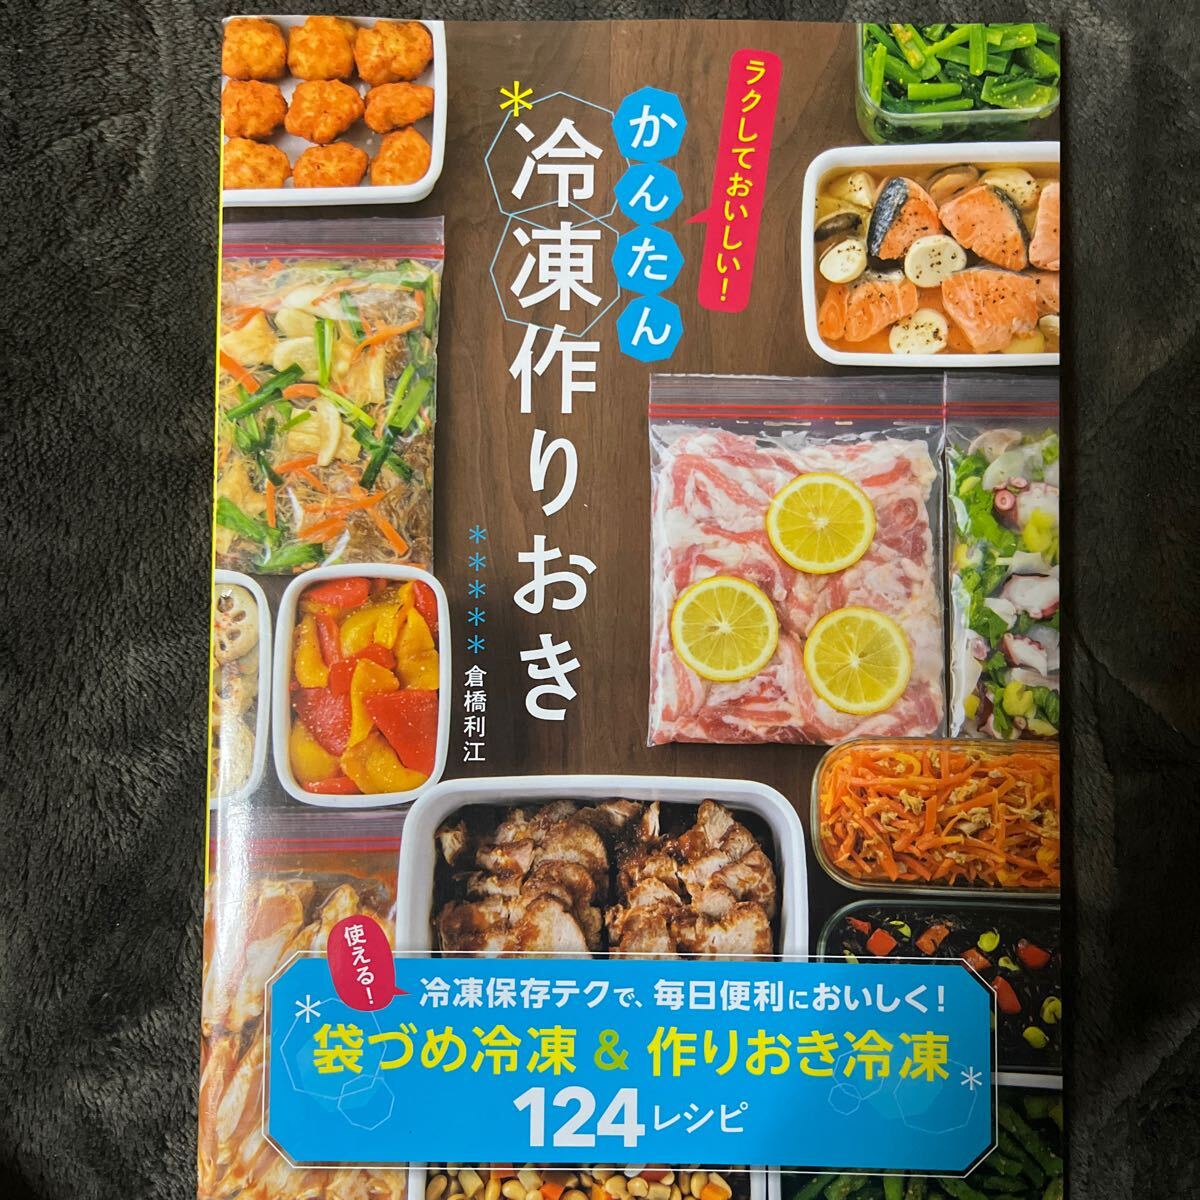 ラクしておいしい！
かんたん
冷凍作りおき
倉橋利江
使える！
冷凍保存テクで、毎日便利においしく！
袋づめ冷凍 & 作りおき冷凍
124レシピ